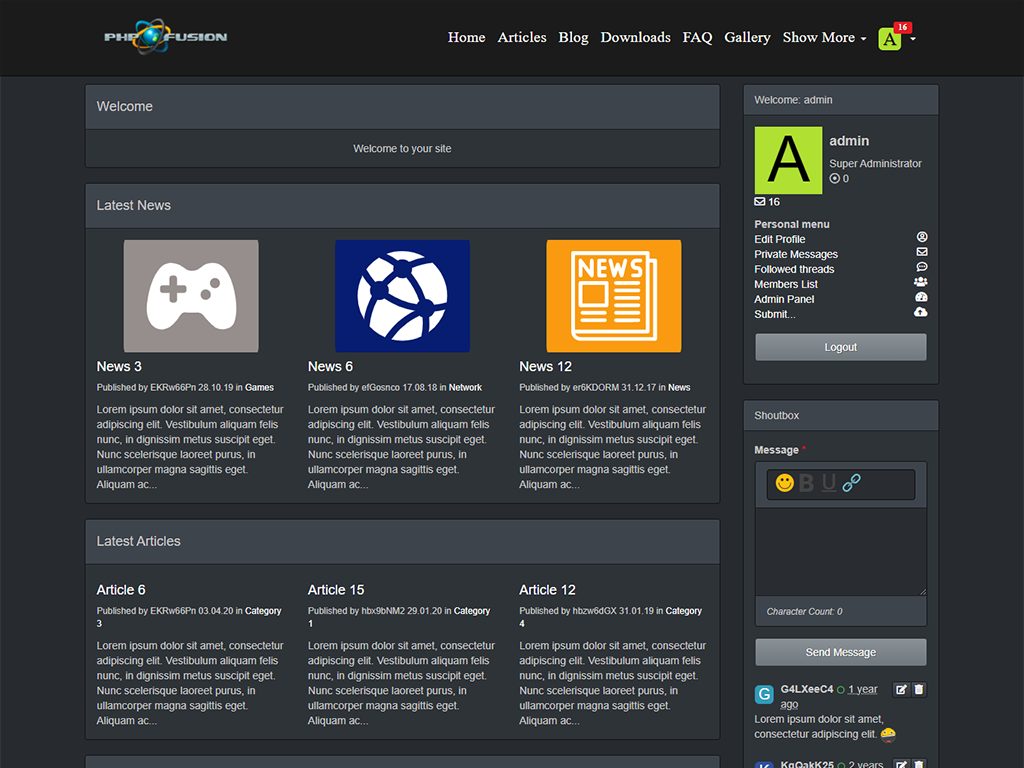 PHP FUSION
Home Articles Blog Downloads FAQ Gallery Show More A 16
Welcome
Welcome to your site
Latest News
NEWS
News 3
Published by EKRw66Pn 28.10.19 in Games
Lorem ipsum dolor sit amet, consectetur
adipiscing elit. Vestibulum aliquam felis
nunc, in dignissim metus suscipit eget.
Nunc scelerisque laoreet purus, in
ullamcorper magna sagittis eget.
Aliquam ac...
News 6
Published by efGosnco 17.08.18 in Network
Lorem ipsum dolor sit amet, consectetur
adipiscing elit. Vestibulum aliquam felis
nunc, in dignissim metus suscipit eget.
Nunc scelerisque laoreet purus, in
ullamcorper magna sagittis eget.
Aliquam ac...
News 12
Published by er6KDORM 31.12.17 in News
Lorem ipsum dolor sit amet, consectetur
adipiscing elit. Vestibulum aliquam felis
nunc, in dignissim metus suscipit eget.
Nunc scelerisque laoreet purus, in
ullamcorper magna sagittis eget.
Aliquam ac...
Latest Articles
Article 6
Published by EKRw66Pn 03.04.20 in Category
3
Lorem ipsum dolor sit amet, consectetur
adipiscing elit. Vestibulum aliquam felis
nunc, in dignissim metus suscipit eget.
Nunc scelerisque laoreet purus, in
ullamcorper magna sagittis eget.
Aliquam ac...
Article 15
Published by hbx9bNM2 29.01.20 in Category
1
Lorem ipsum dolor sit amet, consectetur
adipiscing elit. Vestibulum aliquam felis
nunc, in dignissim metus suscipit eget.
Nunc scelerisque laoreet purus, in
ullamcorper magna sagittis eget.
Aliquam ac...
Article 12
Published by hbzw6dGX 31.01.19 in Category
4
Lorem ipsum dolor sit amet, consectetur
adipiscing elit. Vestibulum aliquam felis
nunc, in dignissim metus suscipit eget.
Nunc scelerisque laoreet purus, in
ullamcorper magna sagittis eget.
Aliquam ac...
Welcome: admin
A
admin
Super Administrator
0
16
Personal menu
Edit Profile
Private Messages
Followed threads
Members List
Admin Panel
Submit...
Logout
Shoutbox
Message *
B U
Character Count: 0
Send Message
G G4LXeeC4 1 year
ago
Lorem ipsum dolor sit amet,
consectetur adipiscing elit.
K KgQakK25 2 years